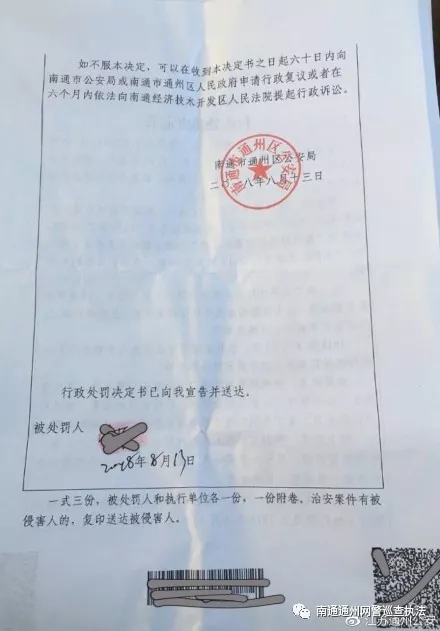 如不服本决定，可以在收到本决定书之日起六十日内向
南通市公安局或南通市通州区人民政府申请行政复议或者在
六个月内依法向南通经济技术开发区人民法院提起行政诉讼。
南通市通州区公安局
二〇一八年八月十三日
南通市通州区公安局
行政处罚决定书已向我宣告并送达。
被处罚人
2018年8月13日
一式三份，被处罚人和执行单位各一份，一份附卷。治安案件有被
侵害人的，复印送达被侵害人。
南通通州网警巡查执法
@江苏通州公安